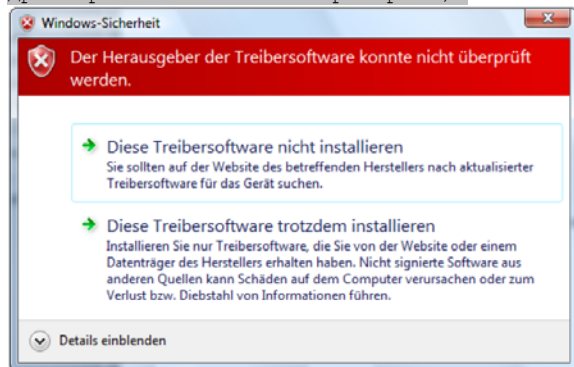 Windows-Sicherheit
Der Herausgeber der Treibersoftware konnte nicht überprüft
werden.
Diese Treibersoftware nicht installieren
Sie sollten auf der Website des betreffenden Herstellers nach aktualisierter
Treibersoftware für das Gerät suchen.
Diese Treibersoftware trotzdem installieren
Installieren Sie nur Treibersoftware, die Sie von der Website oder einem
Datenträger des Herstellers erhalten haben. Nicht signierte Software aus
anderen Quellen kann Schäden auf dem Computer verursachen oder zum
Verlust bzw. Diebstahl von Informationen führen.
Details einblenden